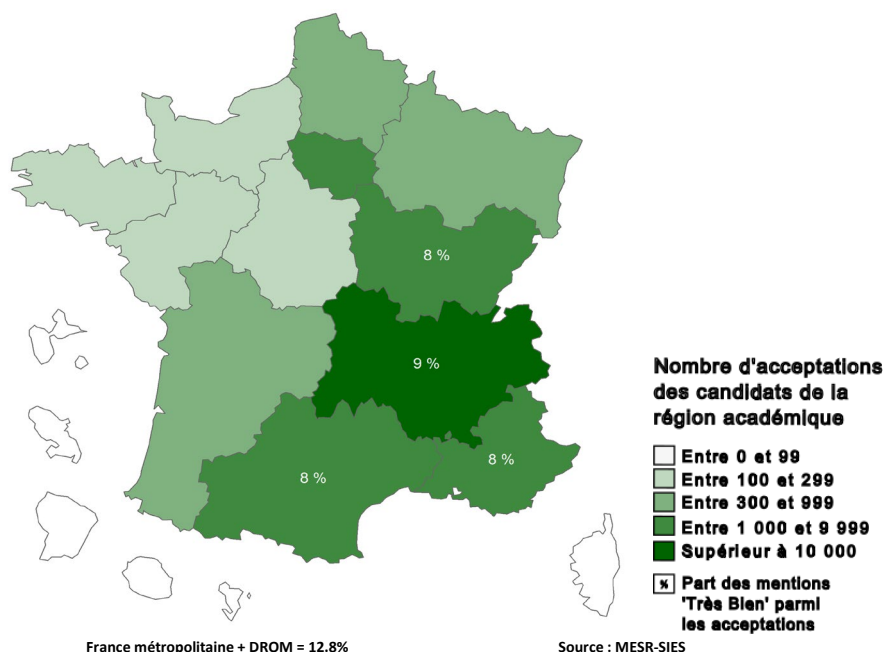 8 %
9 %
8 %
8 %
Nombre d'acceptations
des candidats de la
région académique
Entre 0 et 99
Entre 100 et 299
Entre 300 et 999
Entre 1 000 et 9 999
Supérieur à 10 000
% Part des mentions
'Très Bien' parmi
les acceptations
France métropolitaine + DROM = 12.8%
Source : MESR-SIES